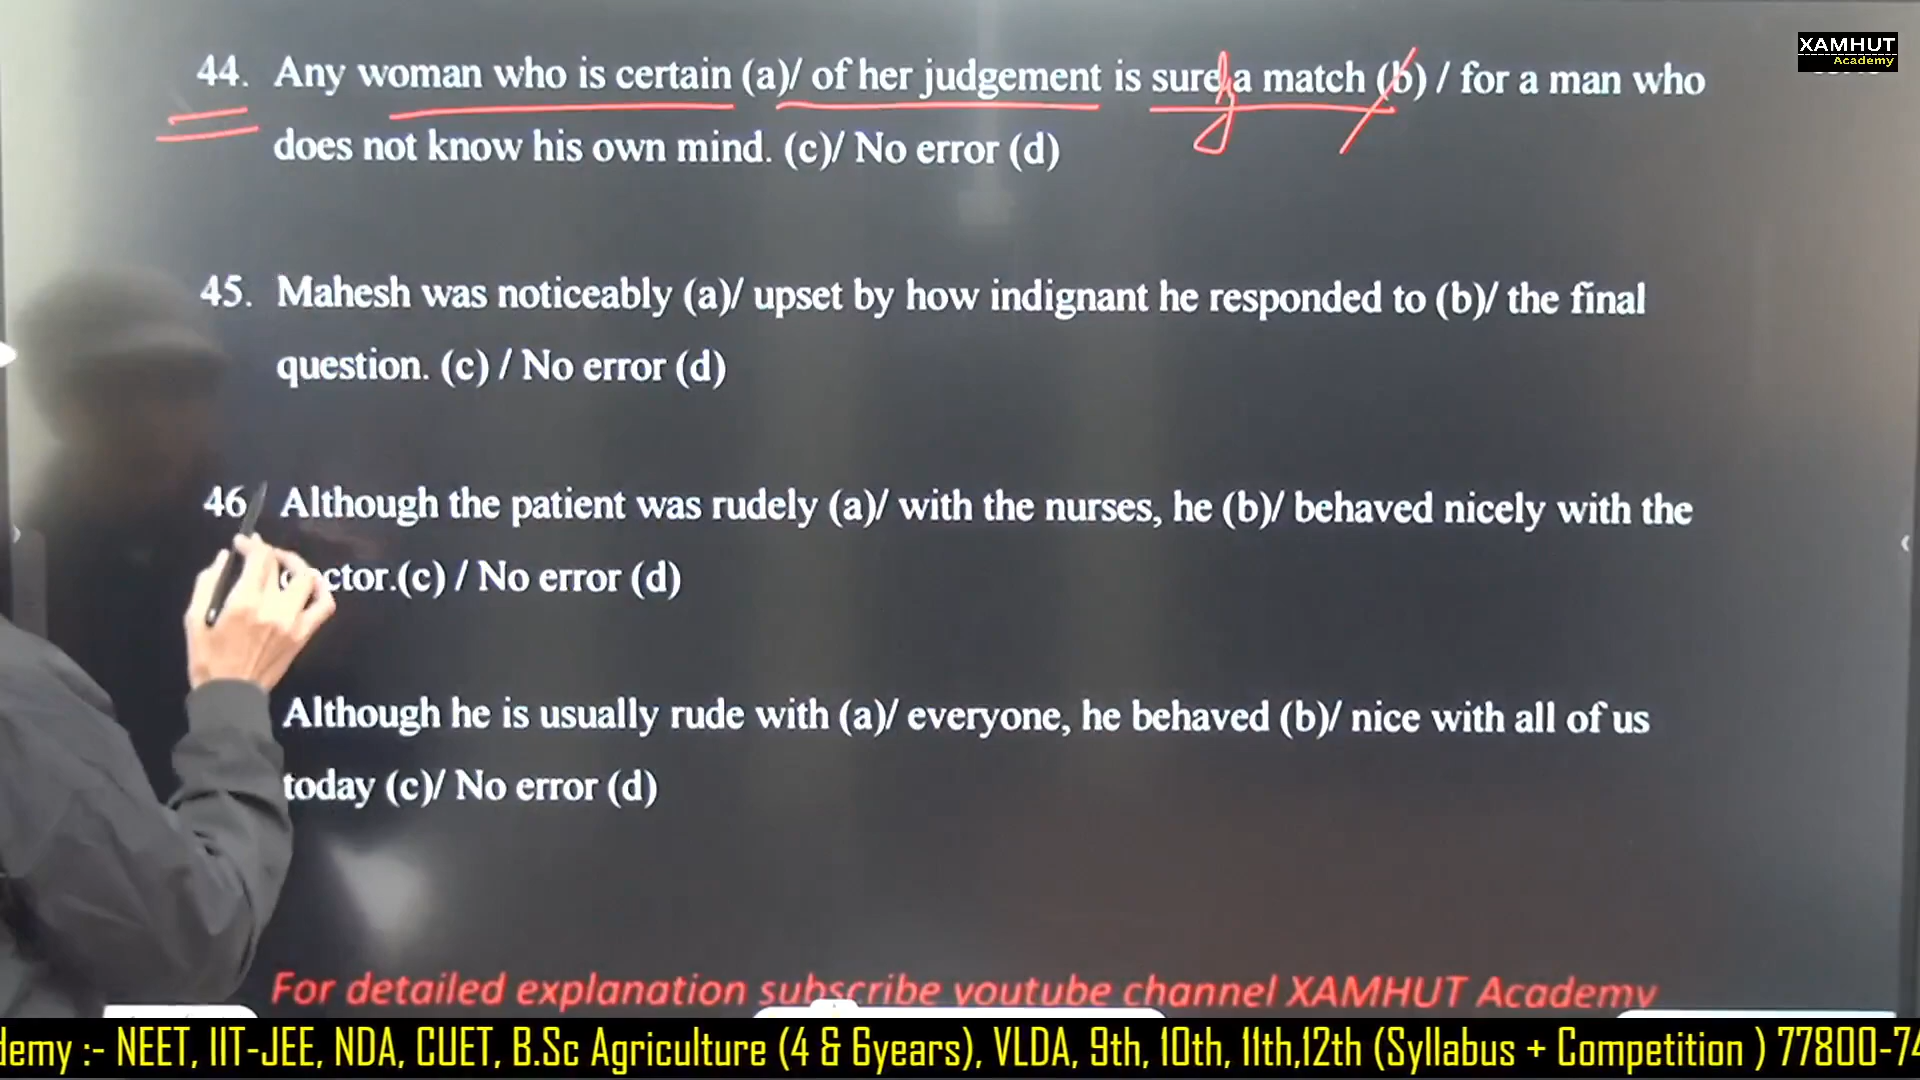 XAMHUT
Academy
44. Any woman who is certain (a)/ of her judgement is sure a match (b) / for a man who
does not know his own mind. (c)/ No error (d)
45. Mahesh was noticeably (a)/ upset by how indignant he responded to (b)/ the final
question. (c) / No error (d)
46 Although the patient was rudely (a)/ with the nurses, he (b)/ behaved nicely with the
(c) / No error (d)
Although he is usually rude with (a)/ everyone, he behaved (b)/ nice with all of us
today (c)/ No error (d)
For detailed explanation subscribe youtube channel XAMHUT Academy
demy :- NEET, IIT-JEE, NDA, CUET, B.Sc Agriculture (4 & 6years), VLDA, 9th, 10th, 11th,12th (Syllabus + Competition ) 77800-74